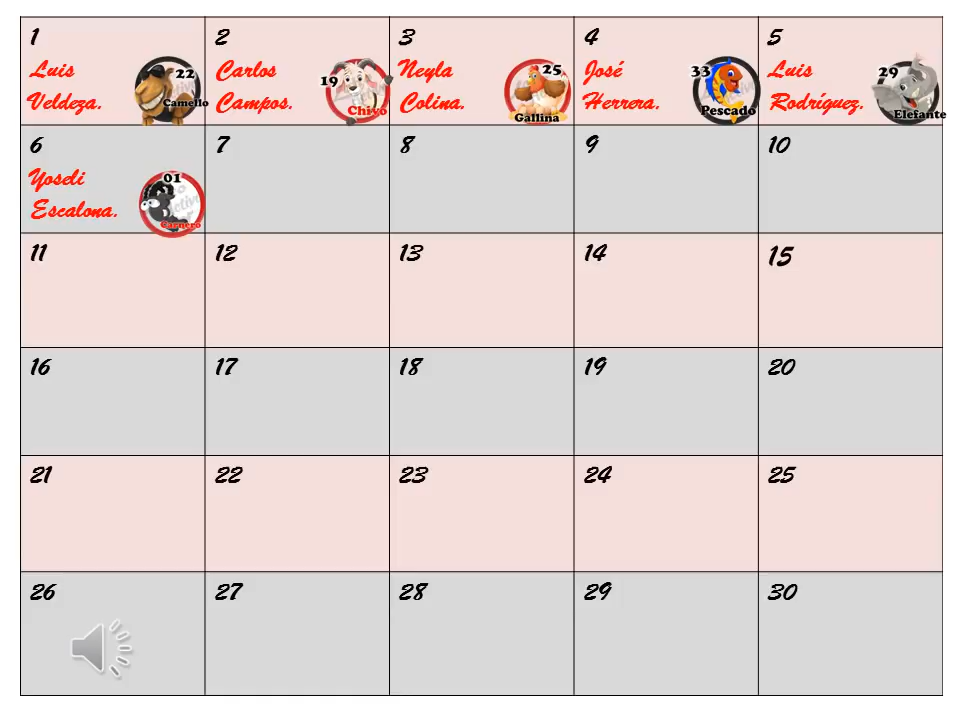 1
Luis
Veldeza.
22
Camello
2
Carlos
Campos.
19
Chivo
3
Neyla
Colina.
25
Gallina
4
José
Herrera.
33
Pescado
5
Luis
Rodríguez.
29
Elefante
6
Yoseli
Escalona.
01
Carnero
7
8
9
10
11
12
13
14
15
16
17
18
19
20
21
22
23
24
25
26
27
28
29
30